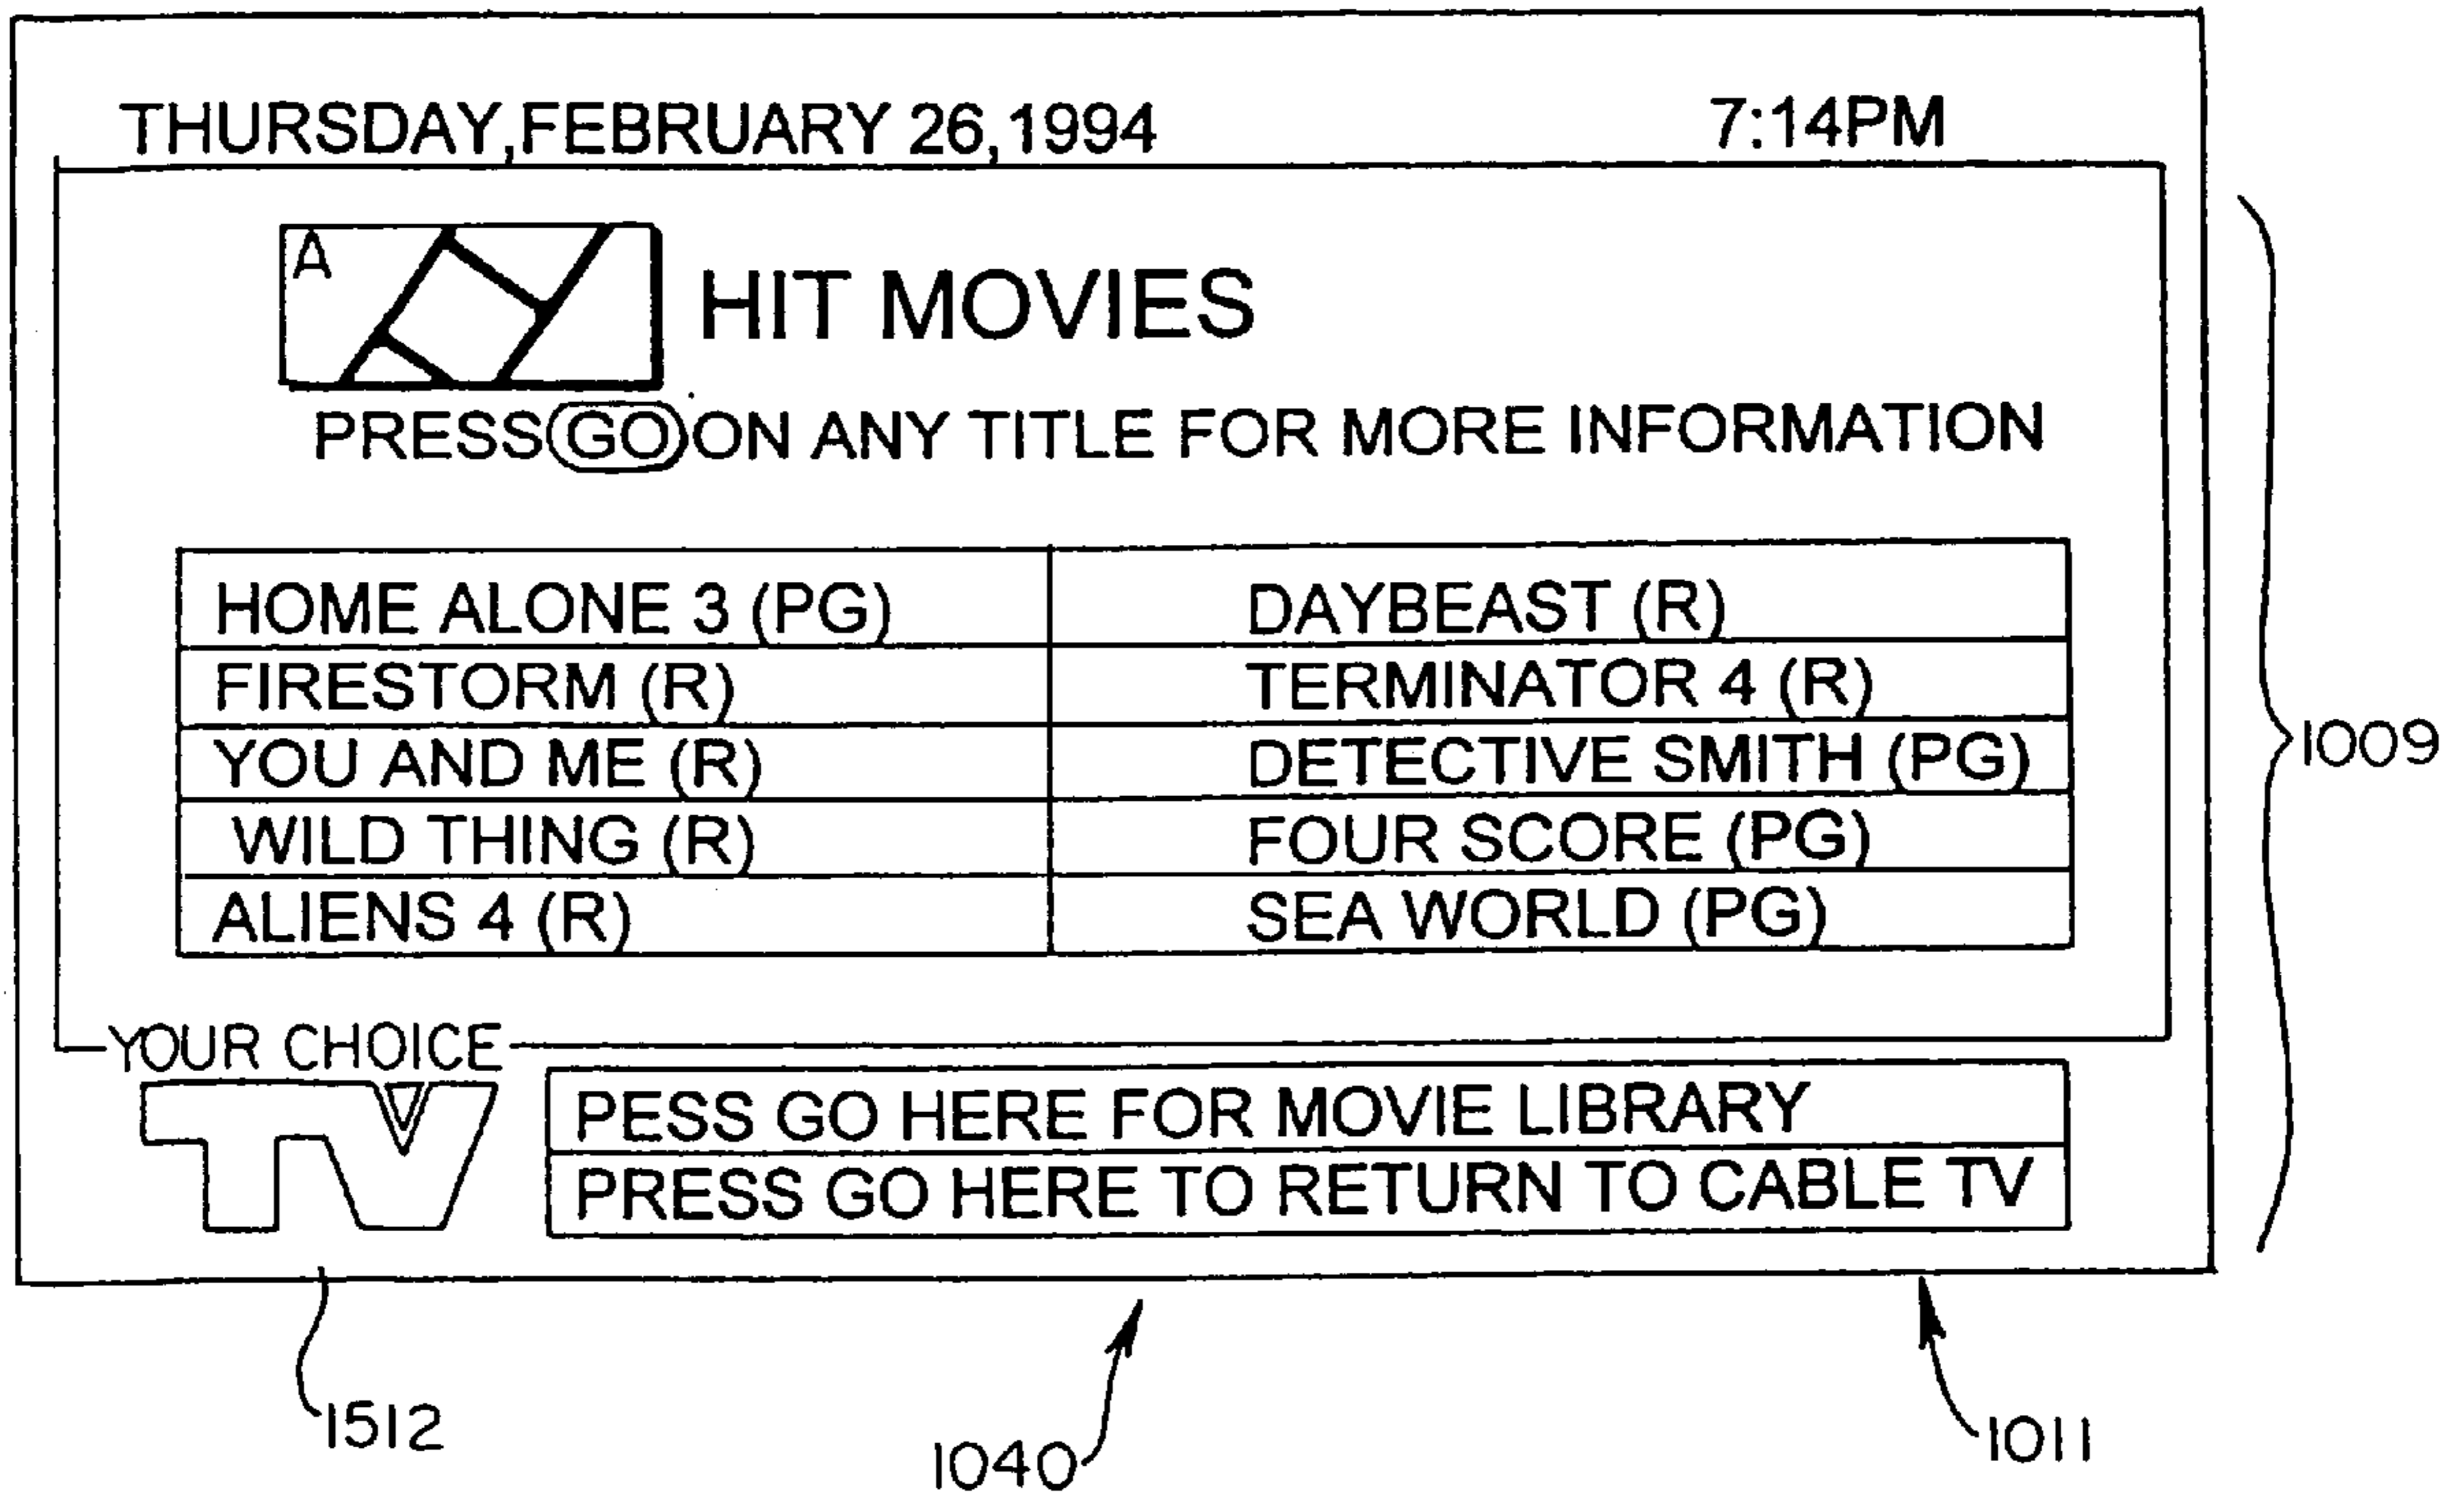 THURSDAY,FEBRUARY 26,1994 7:14PM
A
HIT MOVIES
PRESS GO ON ANY TITLE FOR MORE INFORMATION
HOME ALONE 3 (PG) DAYBEAST (R)
FIRESTORM (R) TERMINATOR 4 (R)
YOU AND ME (R) DETECTIVE SMITH (PG)
WILD THING (R) FOUR SCORE (PG)
ALIENS 4 (R) SEA WORLD (PG)
1009
YOUR CHOICE
TV
PESS GO HERE FOR MOVIE LIBRARY
PRESS GO HERE TO RETURN TO CABLE TV
1512 1040 1011